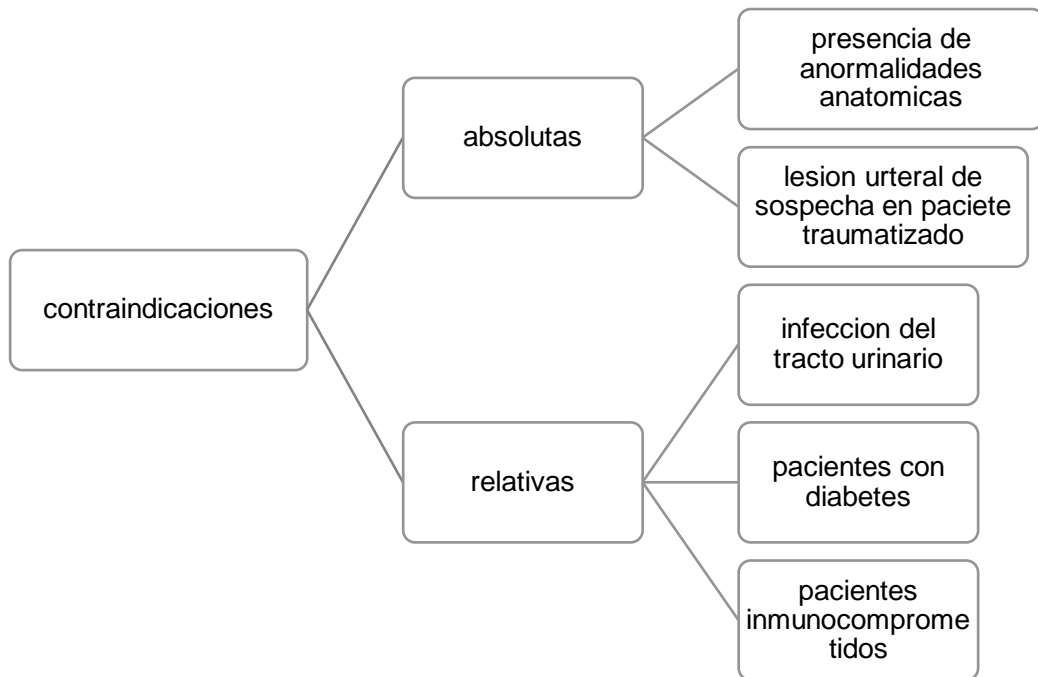 contraindicaciones
absolutas
presencia de
anormalidades
anatomicas
lesion urteral de
sospecha en paciete
traumatizado
relativas
infeccion del
tracto urinario
pacientes con
diabetes
pacientes
inmunocomprome
tidos